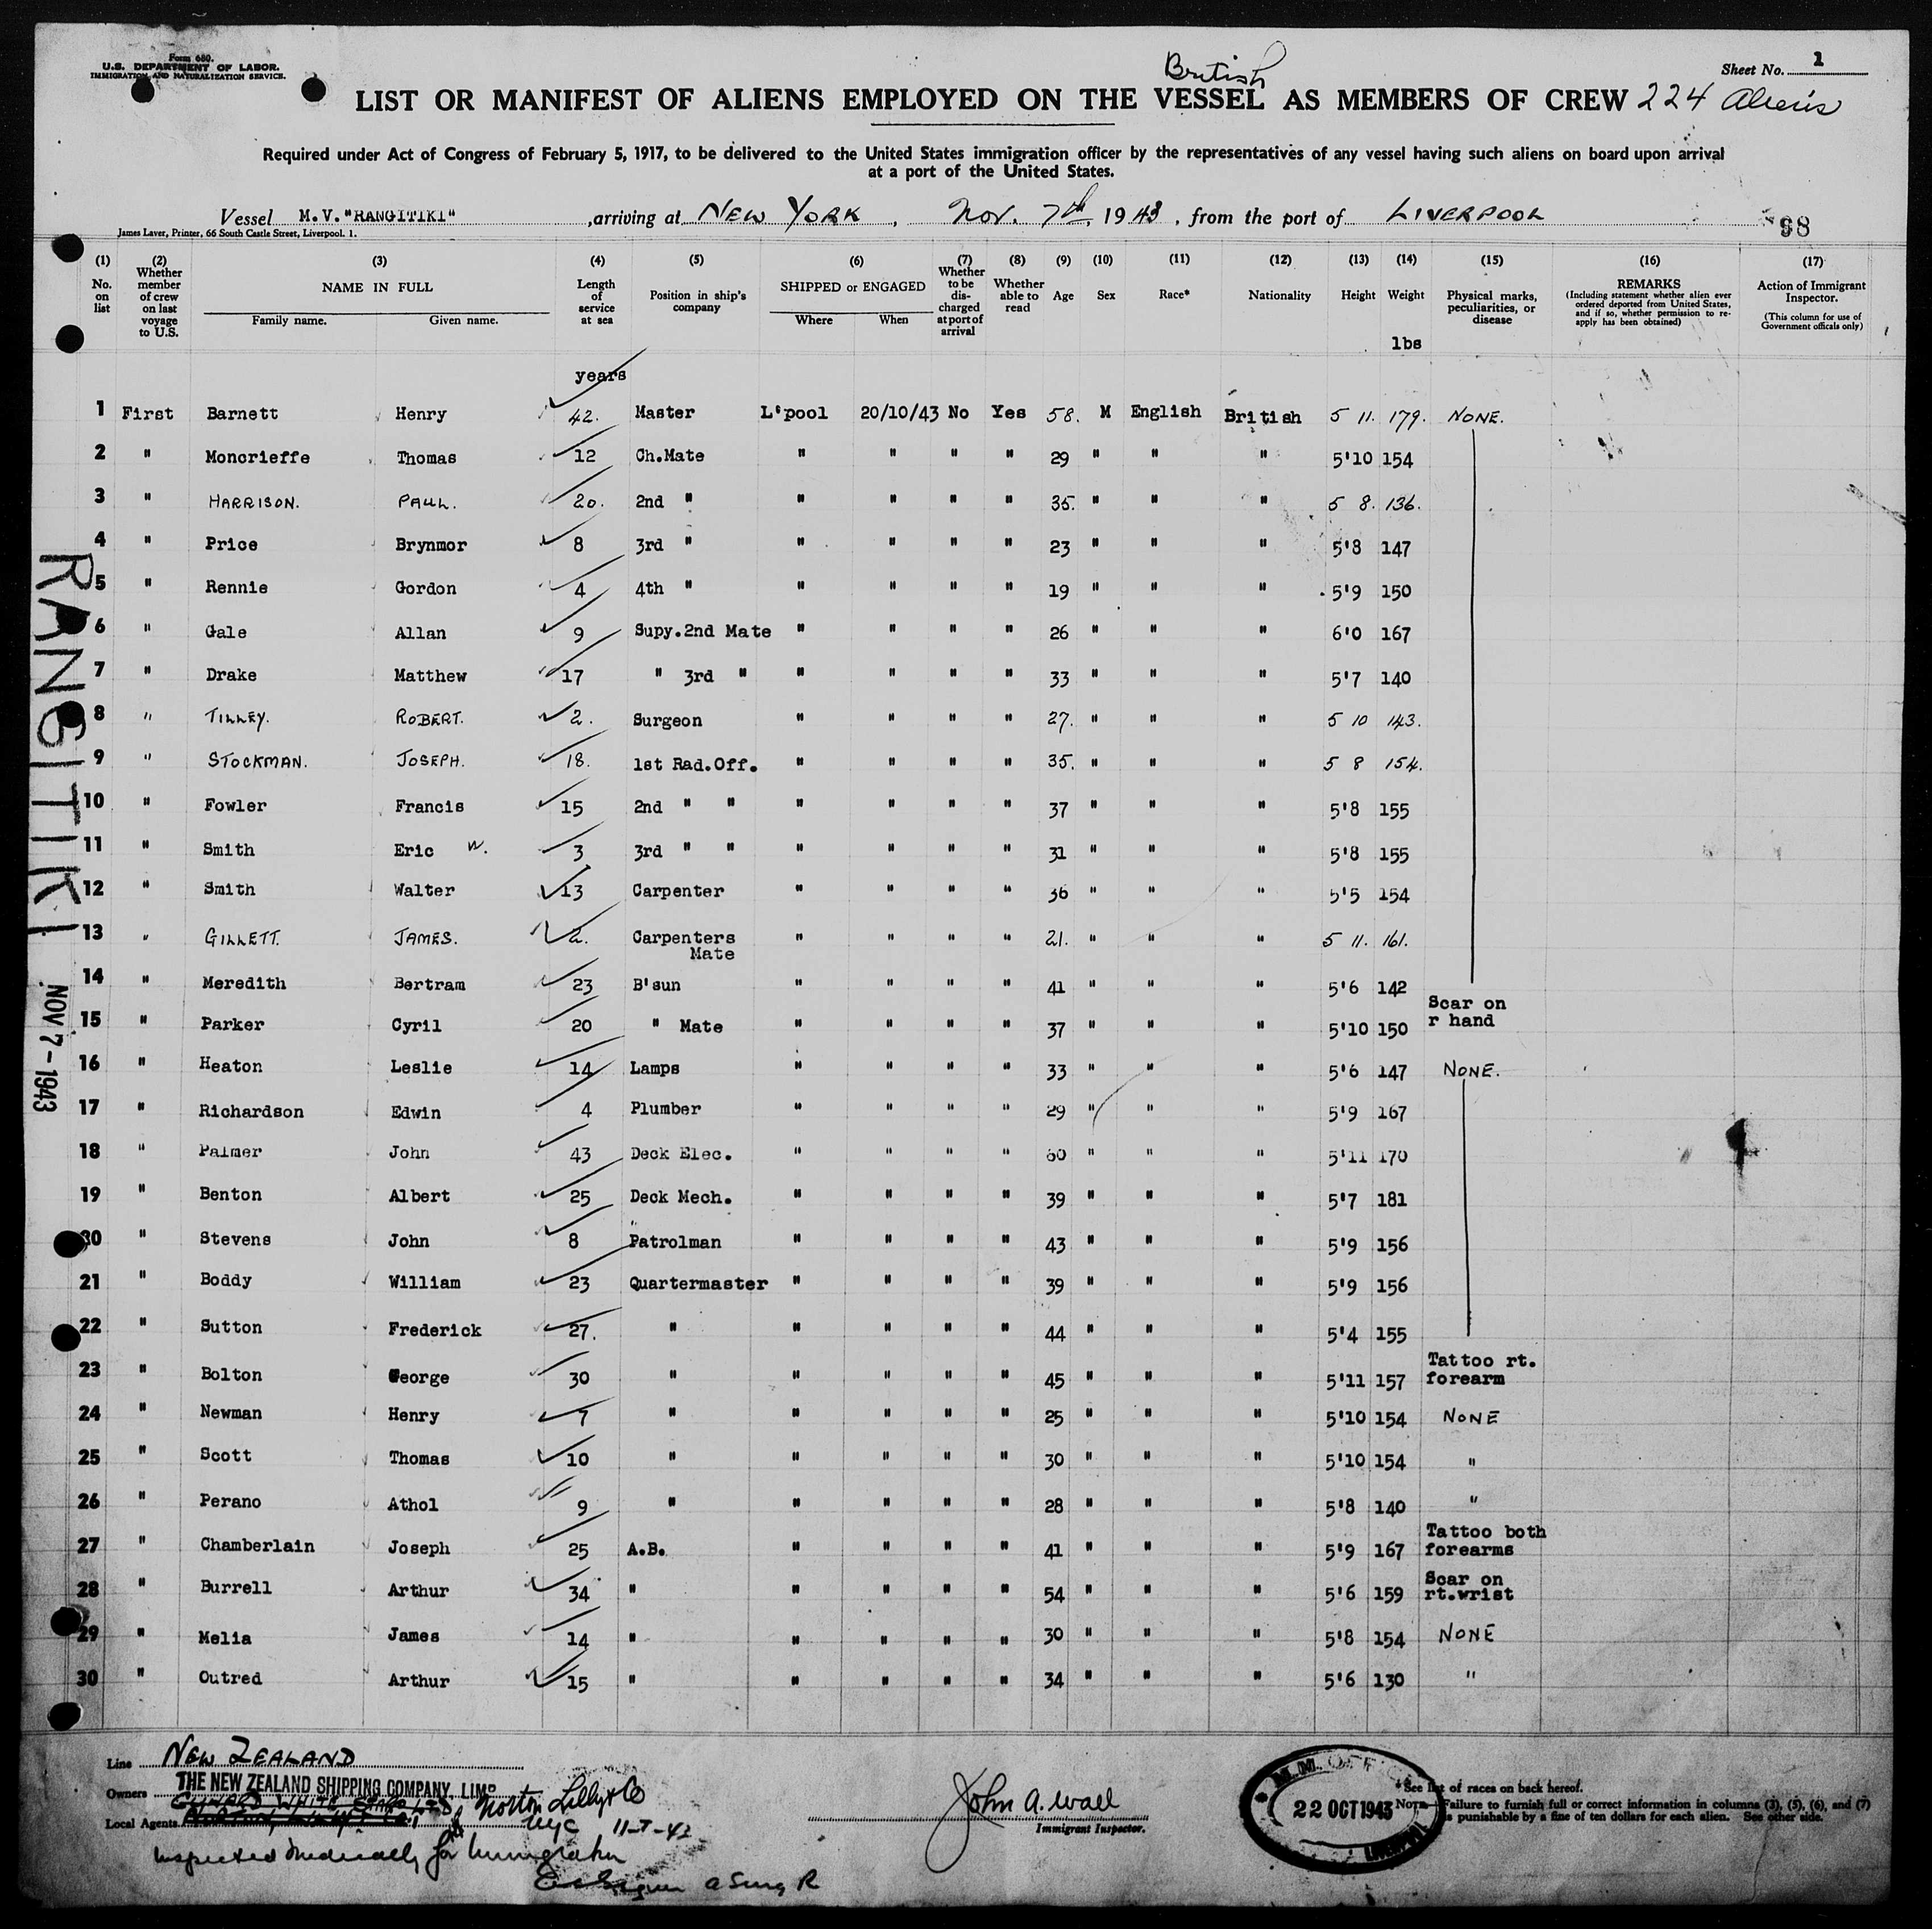 Form 680.
U.S. DEPARTMENT OF LABOR.
IMMIGRATION AND NATURALIZATION SERVICE.
Sheet No. 1
British
LIST OR MANIFEST OF ALIENS EMPLOYED ON THE VESSEL AS MEMBERS OF CREW 224 Aliens
Required under Act of Congress of February 5, 1917, to be delivered to the United States immigration officer by the representatives of any vessel having such aliens on board upon arrival
at a port of the United States.
Vessel M.V."RANGITIKI" , arriving at NEW YORK , Nov. 7th, 1943, from the port of LIVERPOOL
James Laver, Printer, 66 South Castle Street, Liverpool. 1.
98
(1) No. on list
(2) Whether member of crew on last voyage to U.S.
(3) NAME IN FULL Family name. Given name.
(4) Length of service at sea
(5) Position in ship's company
(6) SHIPPED or ENGAGED Where When
(7) Whether to be discharged at port of arrival
(8) Whether able to read
(9) Age
(10) Sex
(11) Race*
(12) Nationality
(13) Height
(14) Weight lbs
(15) Physical marks, peculiarities, or disease
(16) REMARKS (Including statement whether alien ever ordered deported from United States, and if so, whether permission to re-apply has been obtained)
(17) Action of Immigrant Inspector. (This column for use of Government officals only)
years
1 First Barnett Henry 42. Master L'pool 20/10/43 No Yes 58. M English British 5 11. 179. NONE.
2 " Moncrieffe Thomas 12 Ch.Mate " " " " 29 " " " 5'10 154
3 " HARRISON. PAUL. 20. 2nd " " " " " 35. " " " 5 8. 136.
4 " Price Brynmor 8 3rd " " " " " 23 " " " 5'8 147
5 " Rennie Gordon 4 4th " " " " " 19 " " " 5'9 150
6 " Gale Allan 9 Supy.2nd Mate " " " " 26 " " " 6'0 167
7 " Drake Matthew 17 " 3rd " " " " " 33 " " " 5'7 140
8 " TILLEY. ROBERT. 2. Surgeon " " " " 27. " " " 5 10 143.
9 " STOCKMAN. JOSEPH. 18. 1st Rad.Off. " " " " 35. " " " 5 8 154.
10 " Fowler Francis 15 2nd " " " " " " 37 " " " 5'8 155
11 " Smith Eric W. 3 3rd " " " " " " 31 " " " 5'8 155
12 " Smith Walter 13 Carpenter " " " " 36 " " " 5'5 154
13 " GILLETT. JAMES. 2. Carpenters Mate " " " " 21. " " " 5 11. 161.
14 " Meredith Bertram 23 B'sun " " " " 41 " " " 5'6 142
15 " Parker Cyril 20 " Mate " " " " 37 " " " 5'10 150 Scar on r hand
16 " Heaton Leslie 14 Lamps " " " " 33 " " " 5'6 147 NONE.
17 " Richardson Edwin 4 Plumber " " " " 29 " " " 5'9 167
18 " Palmer John 43 Deck Elec. " " " " 60 " " " 5'11 170
19 " Benton Albert 25 Deck Mech. " " " " 39 " " " 5'7 181
20 " Stevens John 8 Patrolman " " " " 43 " " " 5'9 156
21 " Boddy William 23 Quartermaster " " " " 39 " " " 5'9 156
22 " Sutton Frederick 27. " " " " " 44 " " " 5'4 155
23 " Bolton George 30 " " " " " 45 " " " 5'11 157 Tattoo rt. forearm
24 " Newman Henry 7 " " " " " 25 " " " 5'10 154 NONE
25 " Scott Thomas 10 " " " " " 30 " " " 5'10 154 "
26 " Perano Athol 9 " " " " " 28 " " " 5'8 140 "
27 " Chamberlain Joseph 25 A.B. " " " " 41 " " " 5'9 167 Tattoo both forearms
28 " Burrell Arthur 34 " " " " " 54 " " " 5'6 159 Scar on rt.wrist
29 " Melia James 14 " " " " " 30 " " " 5'8 154 NONE
30 " Outred Arthur 15 " " " " " 34 " " " 5'6 130 "
RANGITIKI
NOV 7-1943
Line NEW ZEALAND
Owners THE NEW ZEALAND SHIPPING COMPANY, LIM
CUNARD WHITE STAR LTD
Local Agents Norton Lilly & Co
NYC 11-7-43
Inspected medically for Immigration
a Surg R
John A. Wall
Immigrant Inspector.
M.M. OFFICE
22 OCT 1943
LIVERPOOL
*See list of races on back hereof.
NOTE—Failure to furnish full or correct information in columns (3), (5), (6), and (7)
is punishable by a fine of ten dollars for each alien. See other side.